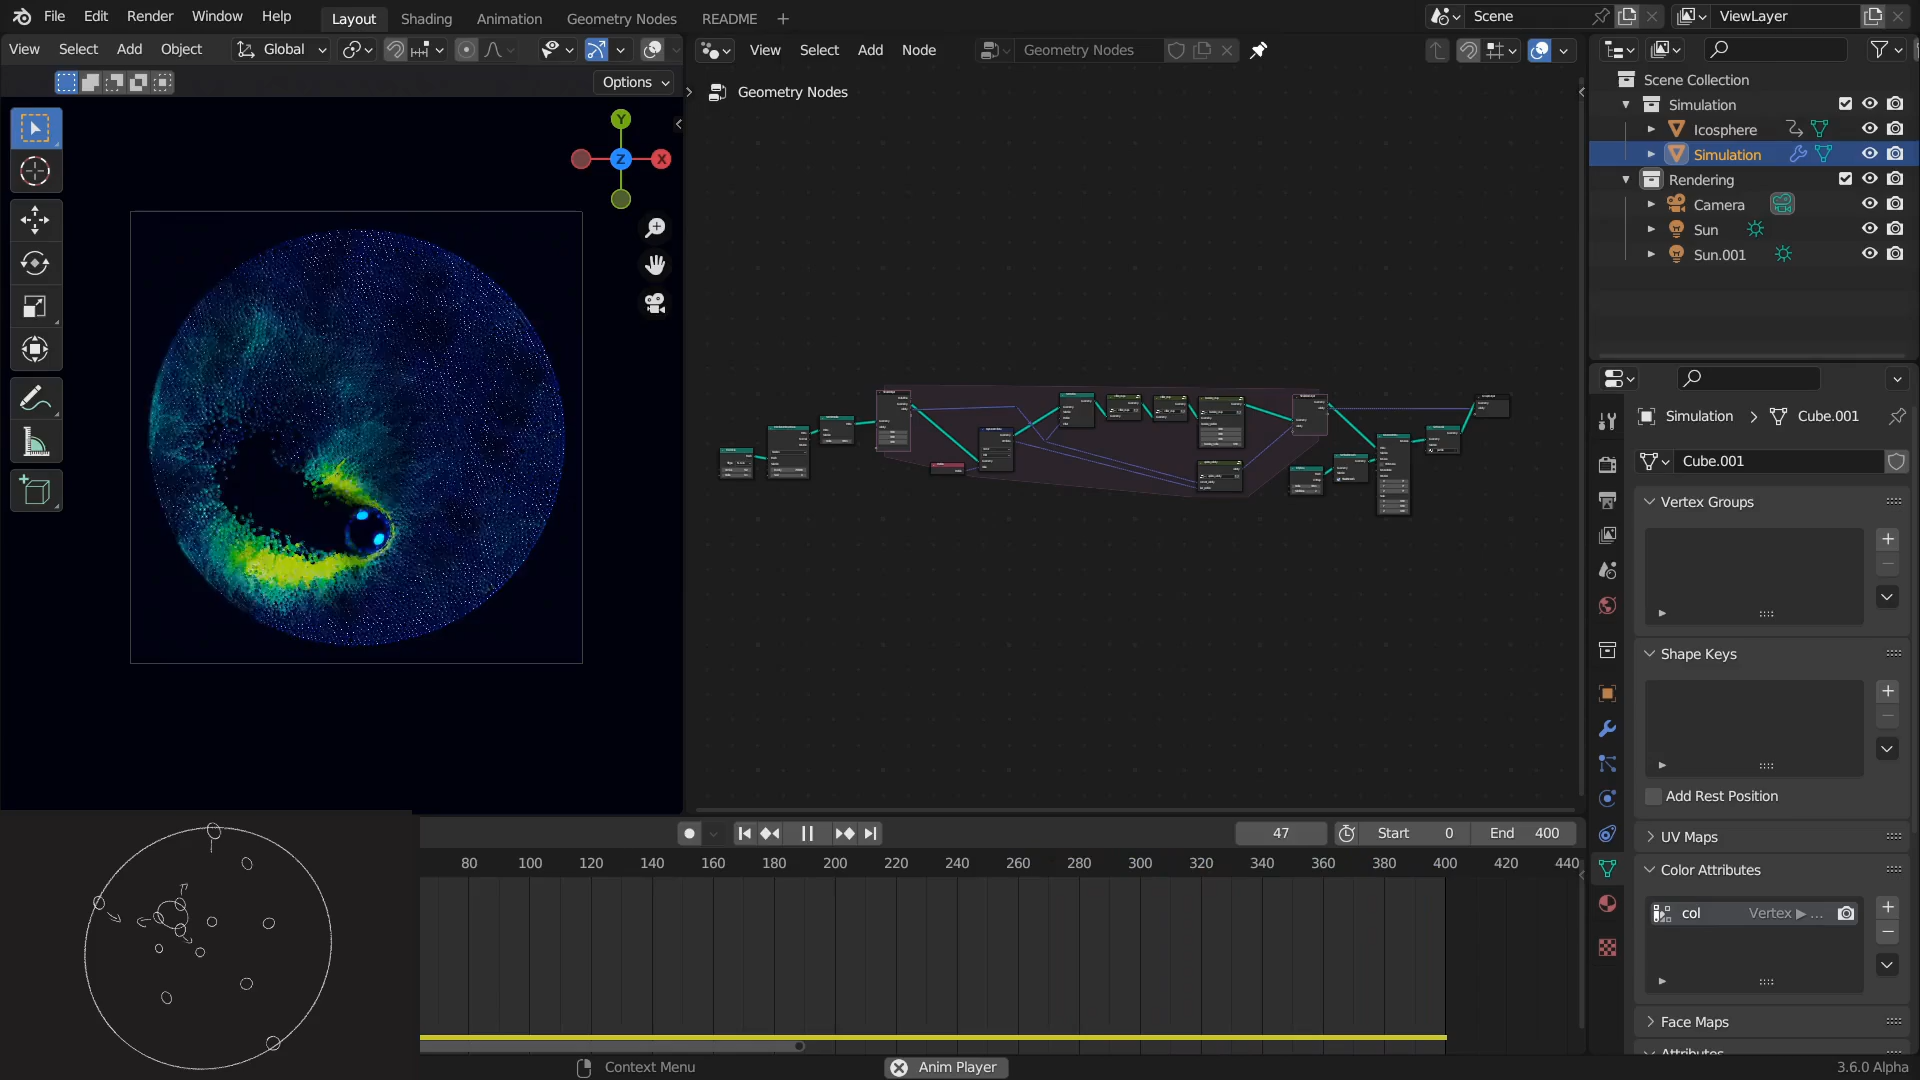 File Edit Render Window Help
Layout Shading Animation Geometry Nodes README
Scene
ViewLayer
View Select Add Object
Global
View Select Add Node
Geometry Nodes
Options
Geometry Nodes
Y
Z
X
Scene Collection
Simulation
Icosphere
Simulation
Rendering
Camera
Sun
Sun.001
Simulation > Cube.001
Cube.001
Vertex Groups
Shape Keys
Add Rest Position
UV Maps
Color Attributes
col Vertex ▶ ...
Face Maps
Attributes
47
Start 0
End 400
80 100 120 140 160 180 200 220 240 260 280 300 320 340 360 380 400 420 440
Context Menu
Anim Player
3.6.0 Alpha